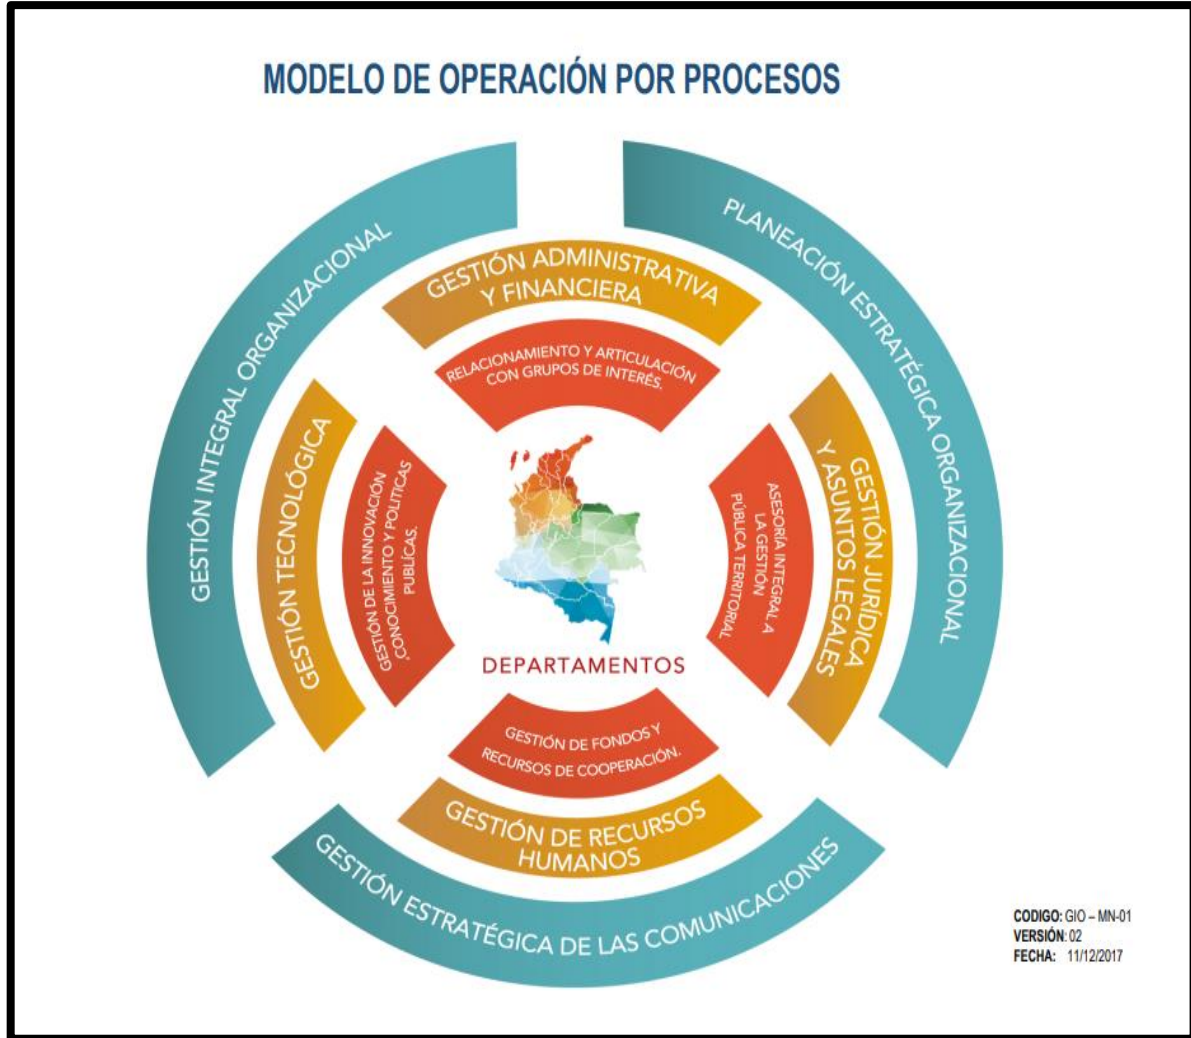 MODELO DE OPERACIÓN POR PROCESOS
GESTIÓN INTEGRAL ORGANIZACIONAL
PLANEACIÓN ESTRATÉGICA ORGANIZACIONAL
GESTIÓN ADMINISTRATIVA
Y FINANCIERA
RELACIONAMIENTO Y ARTICULACIÓN
CON GRUPOS DE INTERÉS.
GESTIÓN TECNOLÓGICA
GESTIÓN DE LA INNOVACIÓN
,CONOCIMIENTO Y POLITICAS
PUBLÍCAS.
ASESORÍA INTEGRAL A
LA GESTIÓN
PÚBLICA TERRITORIAL
GESTIÓN JURÍDICA
Y ASUNTOS LEGALES
DEPARTAMENTOS
GESTIÓN DE FONDOS Y
RECURSOS DE COOPERACIÓN.
GESTIÓN DE RECURSOS
HUMANOS
GESTIÓN ESTRATÉGICA DE LAS COMUNICACIONES
CODIGO: GIO – MN-01
VERSIÓN: 02
FECHA: 11/12/2017